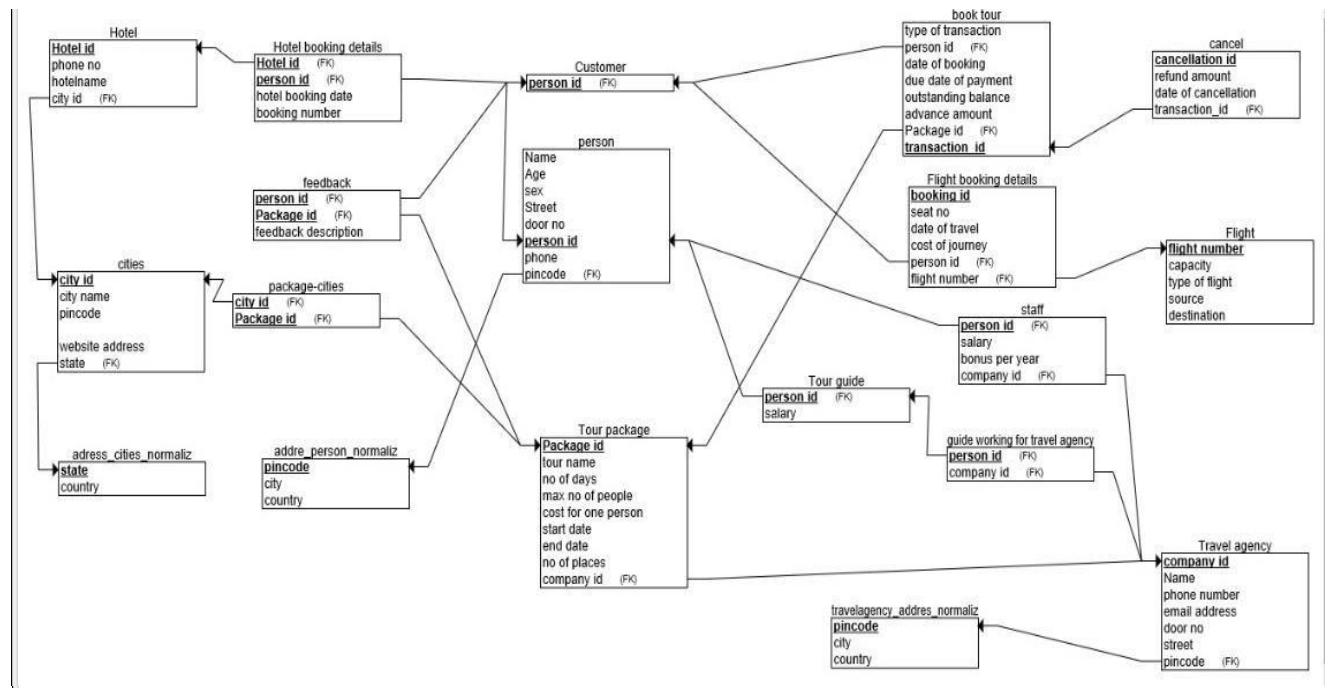 Hotel
Hotel id
phone no
hotelname
city id (FK)
Hotel booking details
Hotel id (FK)
person id (FK)
hotel booking date
booking number
Customer
person id (FK)
book tour
type of transaction
person id (FK)
date of booking
due date of payment
outstanding balance
advance amount
Package id (FK)
transaction_id
cancel
cancellation id
refund amount
date of cancellation
transaction_id (FK)
person
Name
Age
sex
Street
door no
person id
phone
pincode (FK)
feedback
person id (FK)
Package id (FK)
feedback description
Flight booking details
booking id
seat no
date of travel
cost of journey
person id (FK)
flight number (FK)
Flight
flight number
capacity
type of flight
source
destination
cities
city id
city name
pincode
website address
state (FK)
package-cities
city id (FK)
Package id (FK)
staff
person id (FK)
salary
bonus per year
company id (FK)
Tour guide
person id (FK)
salary
guide working for travel agency
person id (FK)
company id (FK)
adress_cities_normaliz
state
country
addre_person_normaliz
pincode
city
country
Tour package
Package id
tour name
no of days
max no of people
cost for one person
start date
end date
no of places
company id (FK)
Travel agency
company id
Name
phone number
email address
door no
street
pincode (FK)
travelagency_addres_normaliz
pincode
city
country